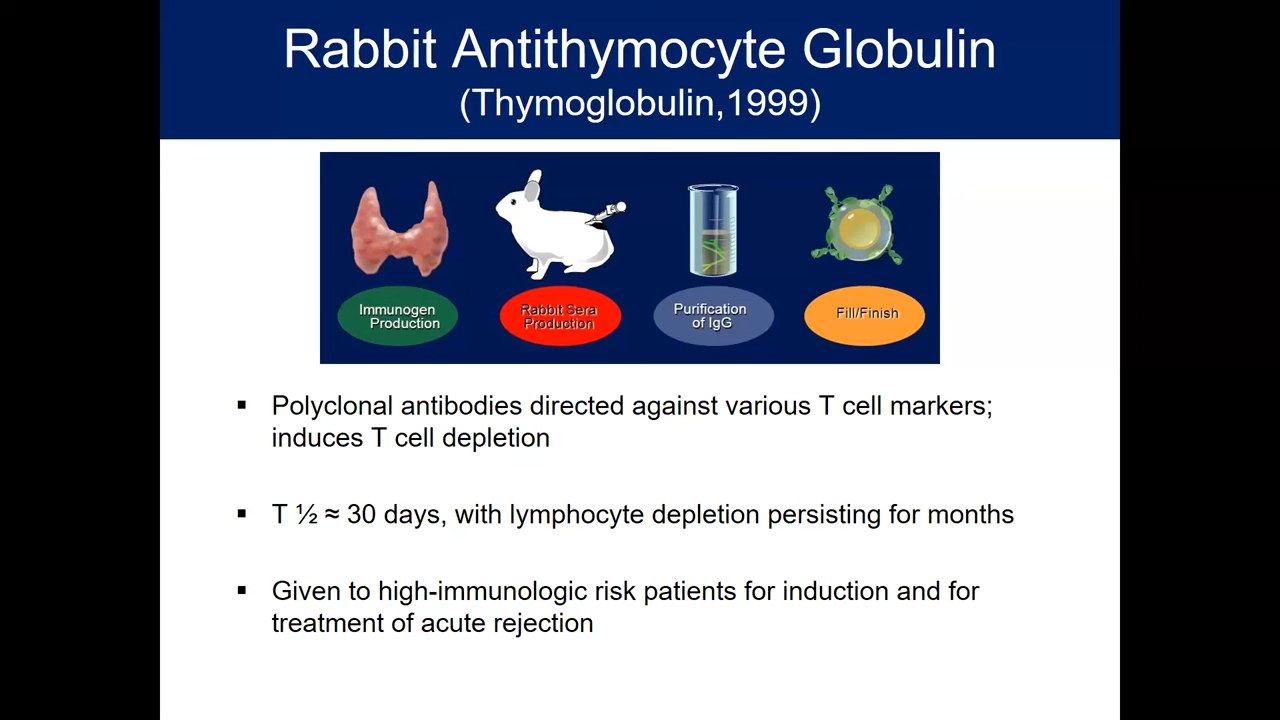 Rabbit Antithymocyte Globulin
(Thymoglobulin,1999)
Immunogen
Production
Rabbit Sera
Production
Purification
of IgG
Fill/Finish
▪ Polyclonal antibodies directed against various T cell markers;
induces T cell depletion
▪ T ½ ≈ 30 days, with lymphocyte depletion persisting for months
▪ Given to high-immunologic risk patients for induction and for
treatment of acute rejection